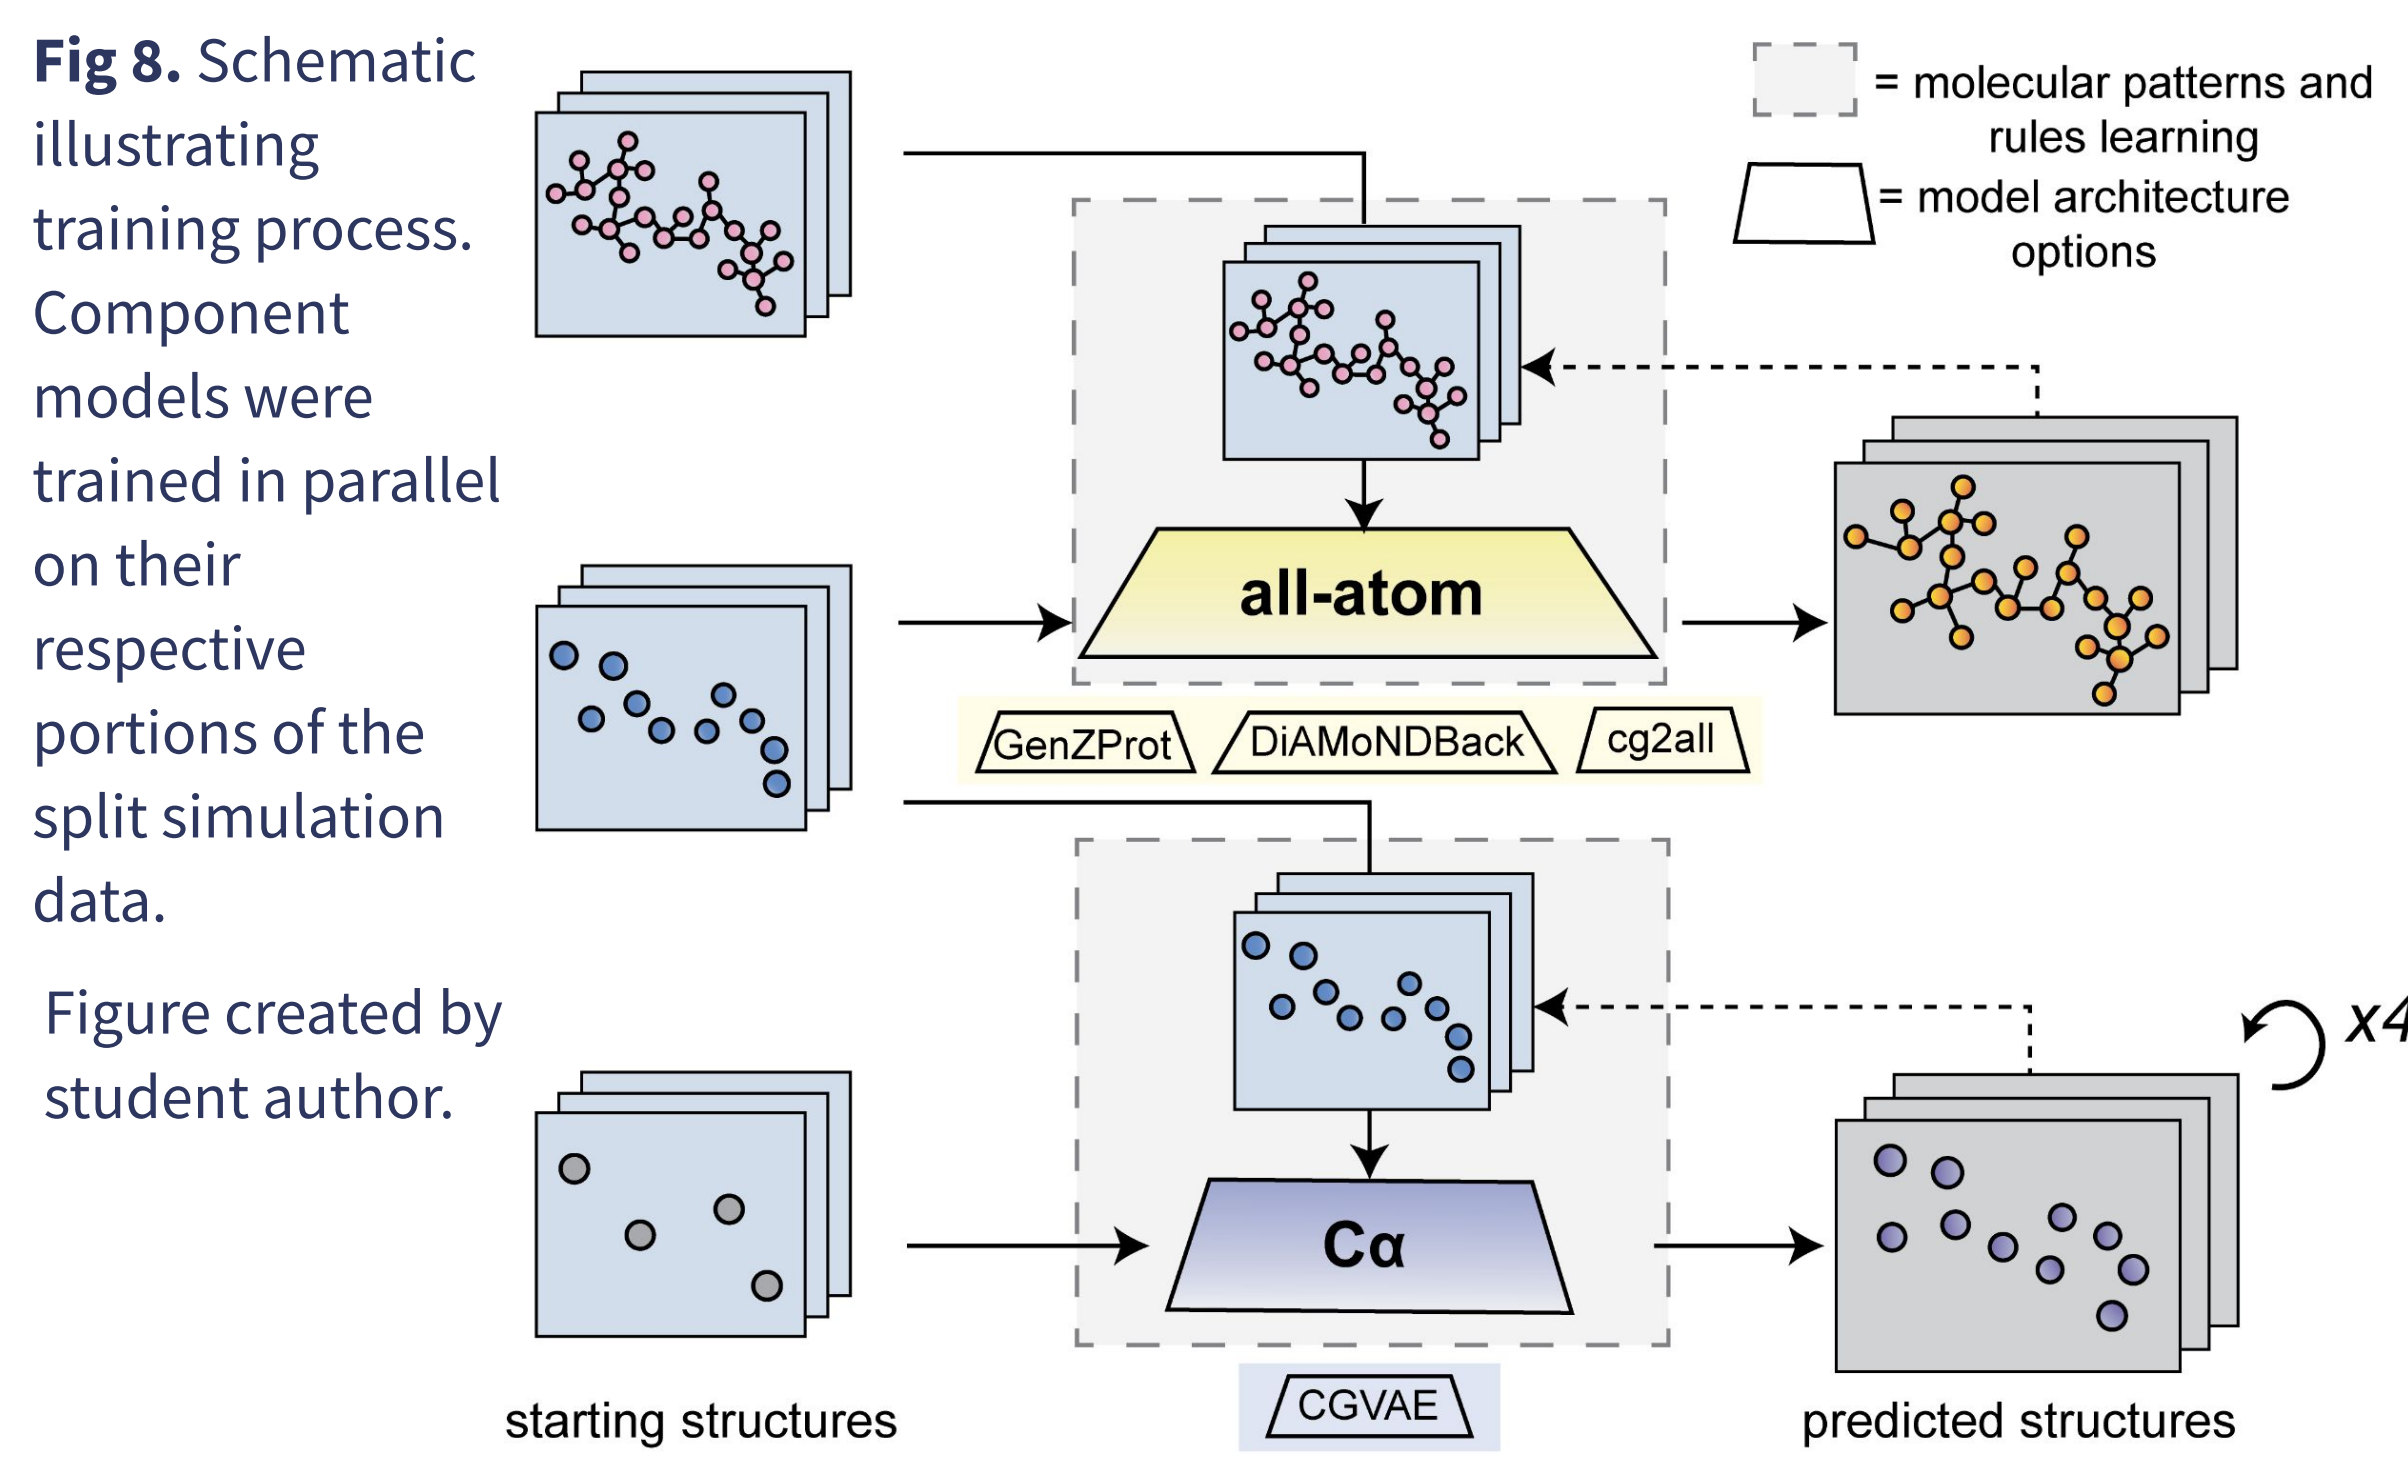 Fig 8. Schematic
illustrating
training process.
Component
models were
trained in parallel
on their
respective
portions of the
split simulation
data.
Figure created by
student author.
= molecular patterns and
rules learning
= model architecture
options
all-atom
GenZProt
DiAMoNDBack
cg2all
x4
Cα
CGVAE
starting structures
predicted structures